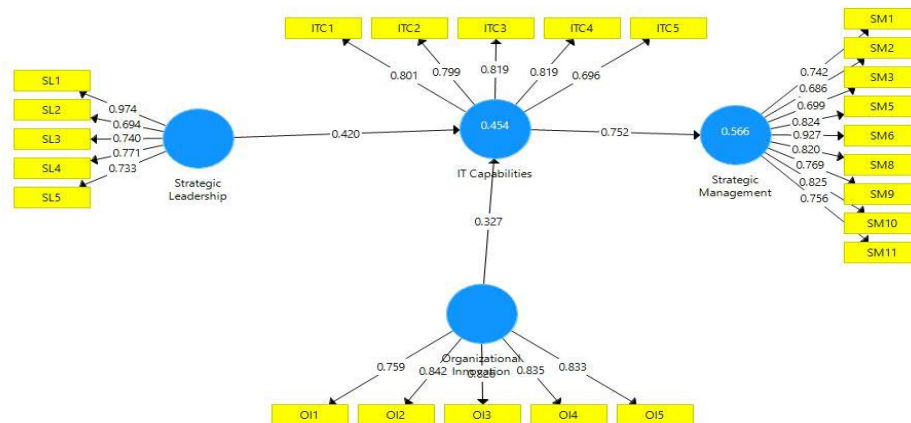 ITC1 ITC2 ITC3 ITC4 ITC5
SM1
SM2
SM3
SM5
SM6
SM8
SM9
SM10
SM11
SL1
SL2
SL3
SL4
SL5
0.974
0.694
0.740
0.771
0.733
0.801
0.799
0.819
0.819
0.696
0.742
0.686
0.699
0.824
0.927
0.820
0.769
0.825
0.756
Strategic
Leadership
0.420
0.454
IT Capabilities
0.752
0.566
Strategic
Management
0.327
Organizational
Innovation
0.759
0.842
0.835
0.833
OI1 OI2 OI3 OI4 OI5